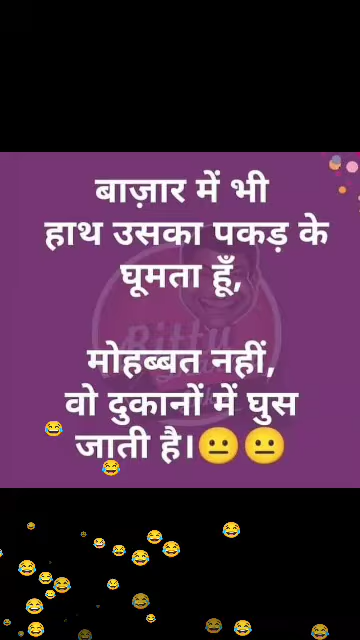 बाज़ार में भी
हाथ उसका पकड़ के
घूमता हूँ,
मोहब्बत नहीं,
वो दुकानों में घुस
जाती है।😐😐